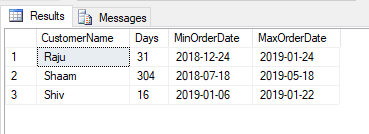 Results Messages
CustomerName Days MinOrderDate MaxOrderDate
1 Raju 31 2018-12-24 2019-01-24
2 Shaam 304 2018-07-18 2019-05-18
3 Shiv 16 2019-01-06 2019-01-22